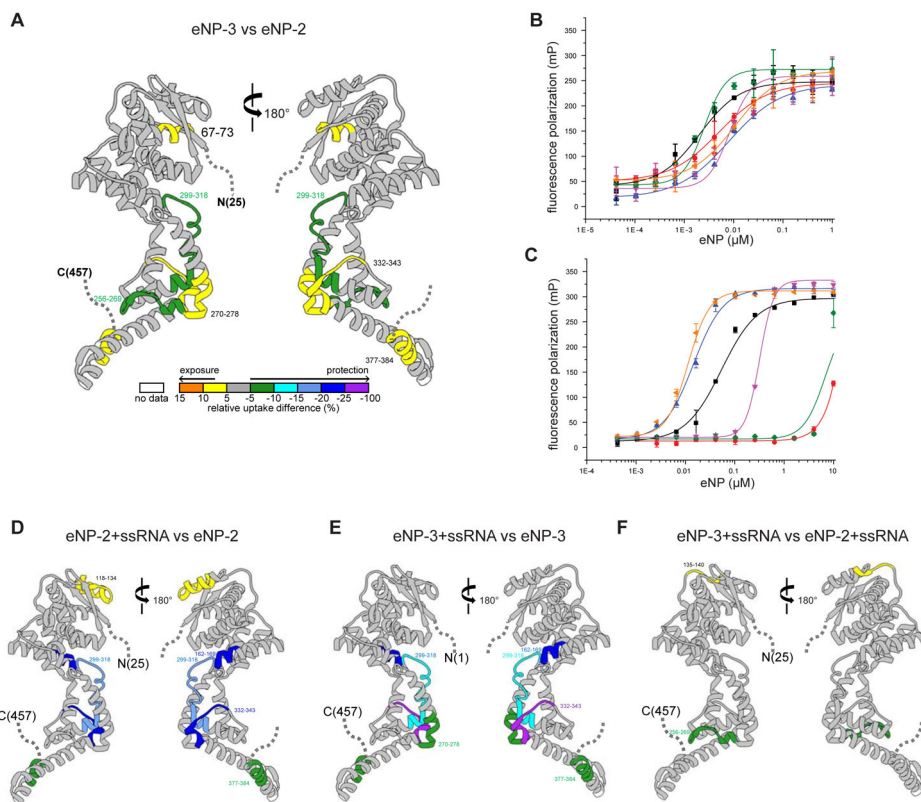 A
eNP-3 vs eNP-2
180°
67-73
299-318
299-318
N(25)
C(457)
332-343
256-269
270-278
377-384
exposure
protection
no data
15 10 5 -5 -10 -15 -20 -25 -100
relative uptake difference (%)
B
fluorescence polarization (mP)
350
300
250
200
150
100
50
0
1E-5 1E-4 1E-3 0.01 0.1 1
eNP (µM)
C
fluorescence polarization (mP)
350
300
250
200
150
100
50
0
1E-4 1E-3 0.01 0.1 1 10
eNP (µM)
D
eNP-2+ssRNA vs eNP-2
118-134
180°
162-169
299-318
299-318
N(25)
332-343
C(457)
377-384
E
eNP-3+ssRNA vs eNP-3
180°
162-169
299-318
299-318
N(1)
332-343
C(457)
270-278
377-384
F
eNP-3+ssRNA vs eNP-2+ssRNA
135-140
180°
N(25)
C(457)
256-269